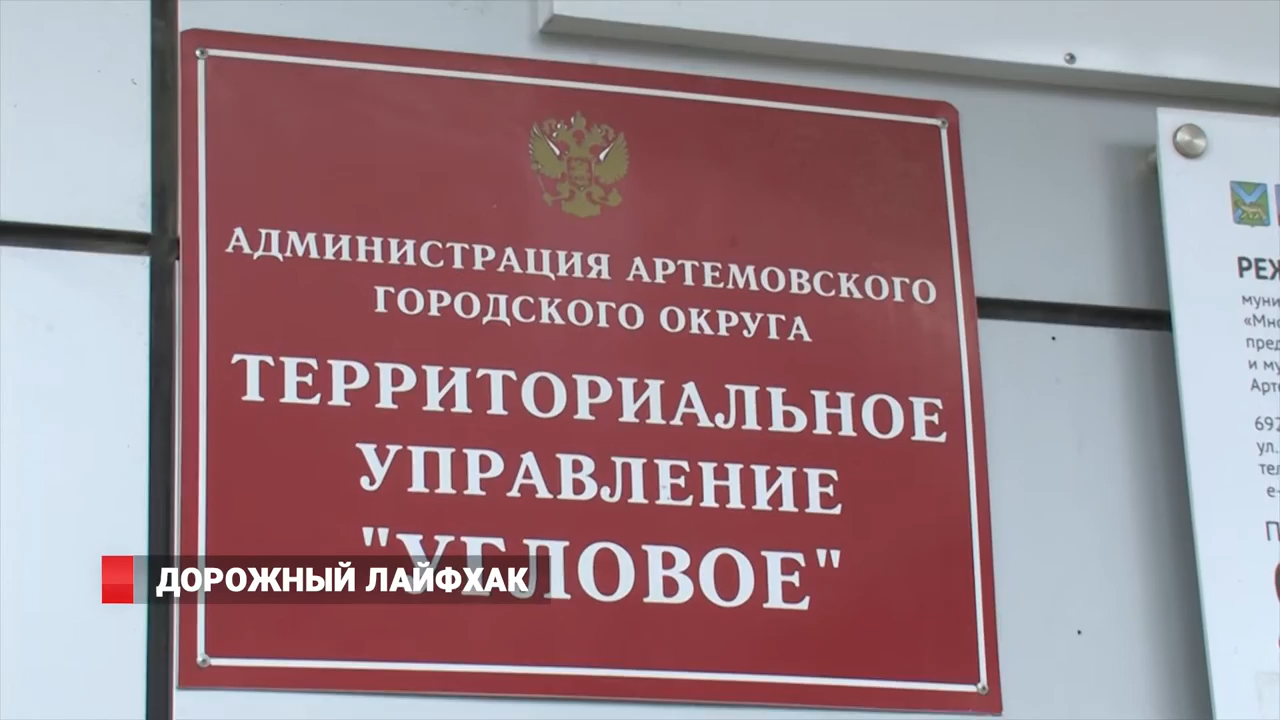 АДМИНИСТРАЦИЯ АРТЕМОВСКОГО
ГОРОДСКОГО ОКРУГА
ТЕРРИТОРИАЛЬНОЕ
УПРАВЛЕНИЕ
"УГЛОВОЕ"
ДОРОЖНЫЙ ЛАЙФХАК